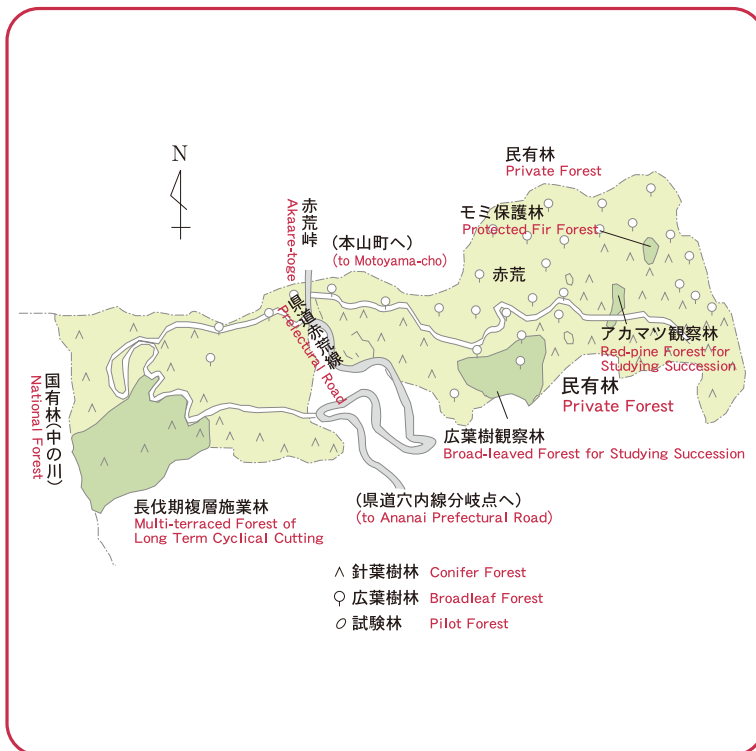 N
民有林
Private Forest
モミ保護林
Protected Fir Forest
赤荒峠
Akaare-toge
(本山町へ)
(to Motoyama-cho)
赤荒
県道赤荒線
Prefectural Road
アカマツ観察林
Red-pine Forest for
Studying Succession
民有林
Private Forest
国有林(中の川)
National Forest
広葉樹観察林
Broad-leaved Forest for Studying Succession
長伐期複層施業林
Multi-terraced Forest of
Long Term Cyclical Cutting
(県道穴内線分岐点へ)
(to Ananai Prefectural Road)
針葉樹林 Conifer Forest
広葉樹林 Broadleaf Forest
試験林 Pilot Forest